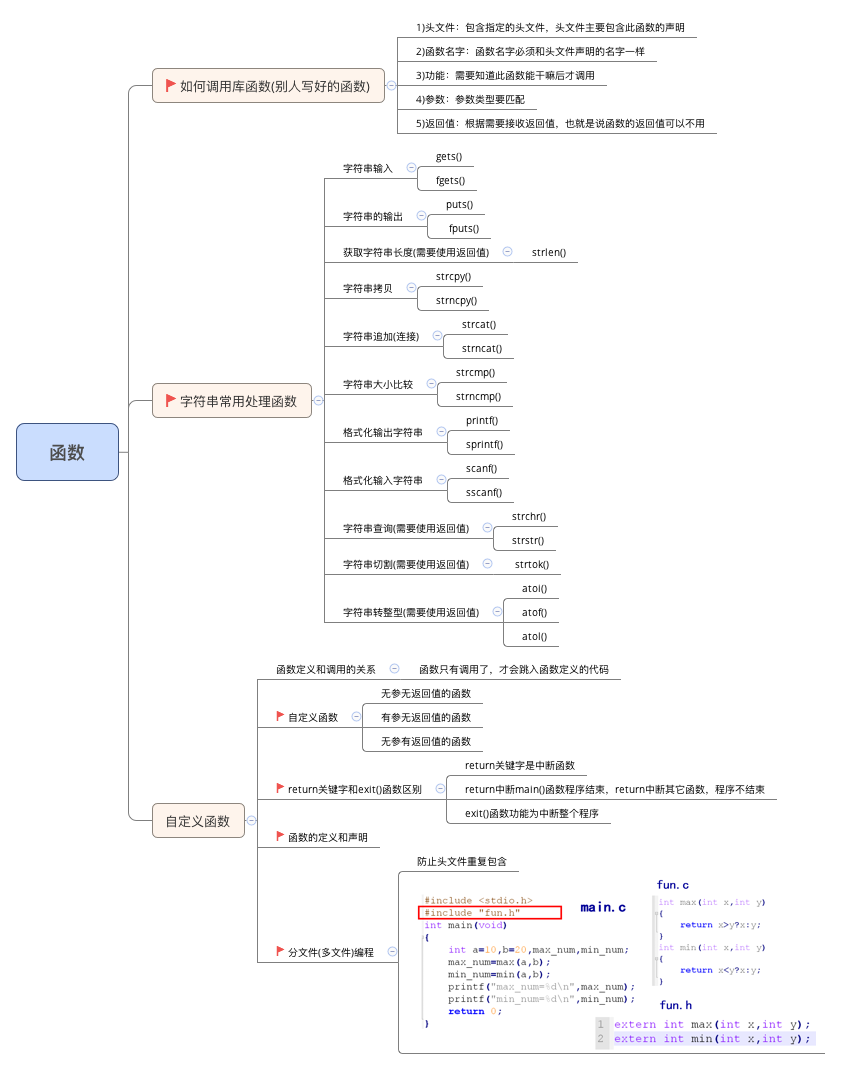 函数
如何调用库函数(别人写好的函数)
1)头文件：包含指定的头文件，头文件主要包含此函数的声明
2)函数名字：函数名字必须和头文件声明的名字一样
3)功能：需要知道此函数能干嘛后才调用
4)参数：参数类型要匹配
5)返回值：根据需要接收返回值，也就是说函数的返回值可以不用
字符串常用处理函数
字符串输入
gets()
fgets()
字符串的输出
puts()
fputs()
获取字符串长度(需要使用返回值)
strlen()
字符串拷贝
strcpy()
strncpy()
字符串追加(连接)
strcat()
strncat()
字符串大小比较
strcmp()
strncmp()
格式化输出字符串
printf()
sprintf()
格式化输入字符串
scanf()
sscanf()
字符串查询(需要使用返回值)
strchr()
strstr()
字符串切割(需要使用返回值)
strtok()
字符串转整型(需要使用返回值)
atoi()
atof()
atol()
自定义函数
函数定义和调用的关系
函数只有调用了，才会跳入函数定义的代码
自定义函数
无参无返回值的函数
有参无返回值的函数
无参有返回值的函数
return关键字和exit()函数区别
return关键字是中断函数
return中断main()函数程序结束，return中断其它函数，程序不结束
exit()函数功能为中断整个程序
函数的定义和声明
分文件(多文件)编程
防止头文件重复包含
main.c
#include <stdio.h>
#include "fun.h"
int main(void)
{
int a=10,b=20,max_num,min_num;
max_num=max(a,b);
min_num=min(a,b);
printf("max_num=%d\n",max_num);
printf("min_num=%d\n",min_num);
return 0;
}
fun.c
int max(int x,int y)
{
return x>y?x:y;
}
int min(int x,int y)
{
return x<y?x:y;
}
fun.h
1 extern int max(int x,int y);
2 extern int min(int x,int y);